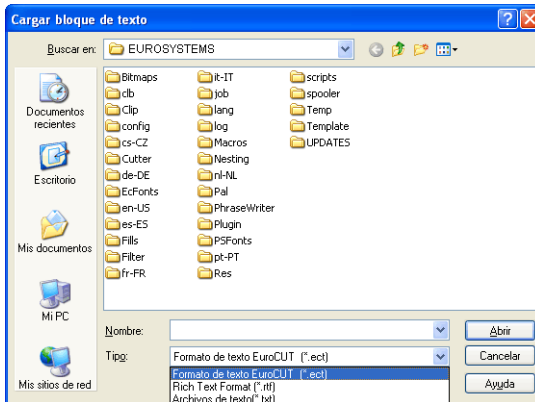 Cargar bloque de texto
Buscar en: EUROSYSTEMS
Documentos recientes
Escritorio
Mis documentos
Mi PC
Mis sitios de red
Bitmaps
clb
Clip
config
cs-CZ
Cutter
de-DE
EcFonts
en-US
es-ES
Fills
Filter
fr-FR
it-IT
job
lang
log
Macros
Nesting
nl-NL
Pal
PhraseWriter
Plugin
PSFonts
pt-PT
Res
scripts
spooler
Temp
Template
UPDATES
Nombre:
Abrir
Tipo: Formato de texto EuroCUT (*.ect)
Cancelar
Formato de texto EuroCUT (*.ect)
Rich Text Format (*.rtf)
Archivos de texto(*.txt)
Ayuda